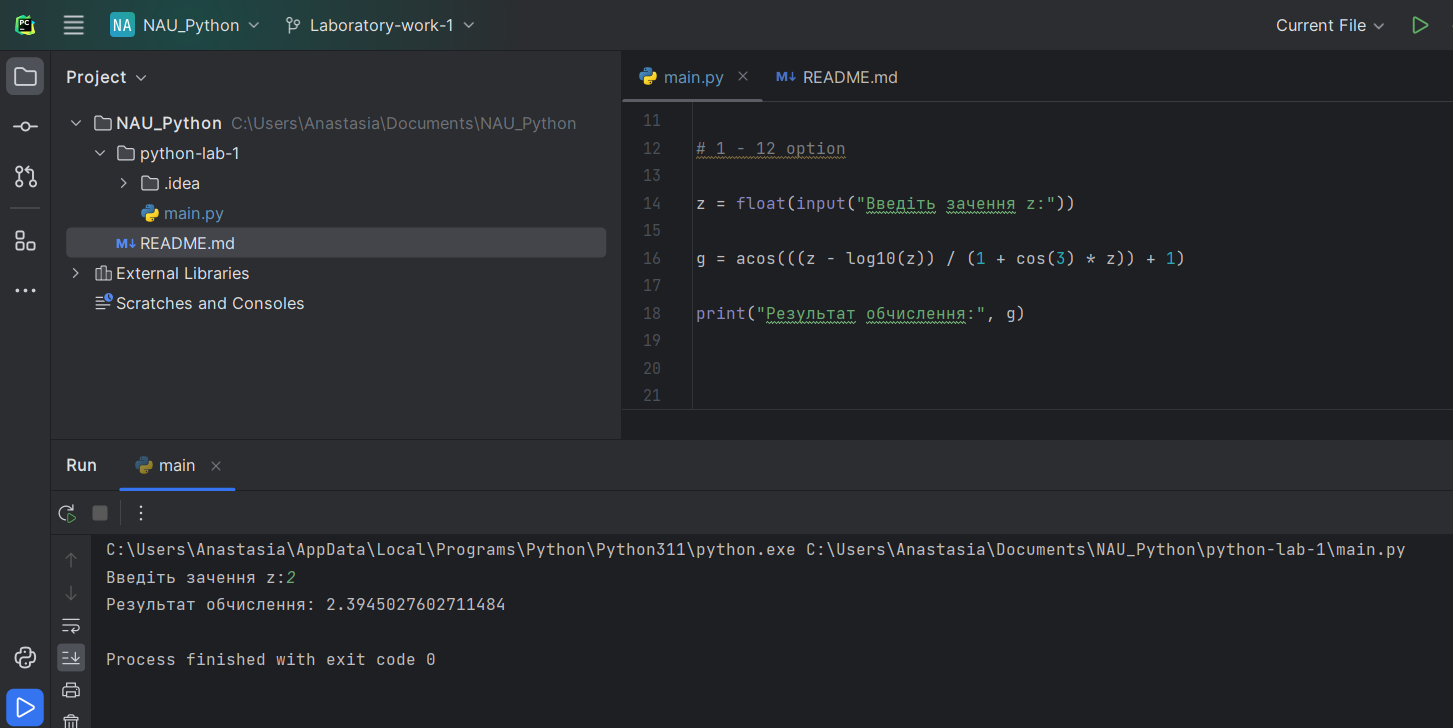 PC
NA NAU_Python
Laboratory-work-1
Current File
Project
NAU_Python C:\Users\Anastasia\Documents\NAU_Python
python-lab-1
.idea
main.py
M↓ README.md
External Libraries
Scratches and Consoles
main.py
M↓ README.md
11
12 # 1 - 12 option
13
14 z = float(input("Введіть зачення z:"))
15
16 g = acos(((z - log10(z)) / (1 + cos(3) * z)) + 1)
17
18 print("Результат обчислення:", g)
19
20
21
Run
main
C:\Users\Anastasia\AppData\Local\Programs\Python\Python311\python.exe C:\Users\Anastasia\Documents\NAU_Python\python-lab-1\main.py
Введіть зачення z:2
Результат обчислення: 2.3945027602711484
Process finished with exit code 0